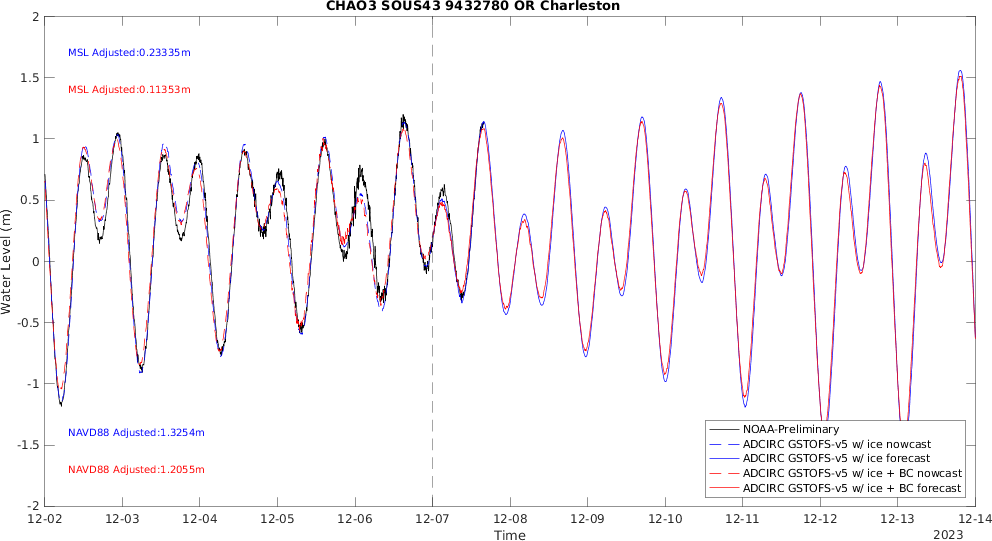 CHAO3 SOUS43 9432780 OR Charleston
2
1.5
1
0.5
0
-0.5
-1
-1.5
-2
Water Level (m)
MSL Adjusted:0.23335m
MSL Adjusted:0.11353m
NAVD88 Adjusted:1.3254m
NAVD88 Adjusted:1.2055m
NOAA-Preliminary
ADCIRC GSTOFS-v5 w/ ice nowcast
ADCIRC GSTOFS-v5 w/ ice forecast
ADCIRC GSTOFS-v5 w/ ice + BC nowcast
ADCIRC GSTOFS-v5 w/ ice + BC forecast
12-02 12-03 12-04 12-05 12-06 12-07 12-08 12-09 12-10 12-11 12-12 12-13 12-14
Time
2023